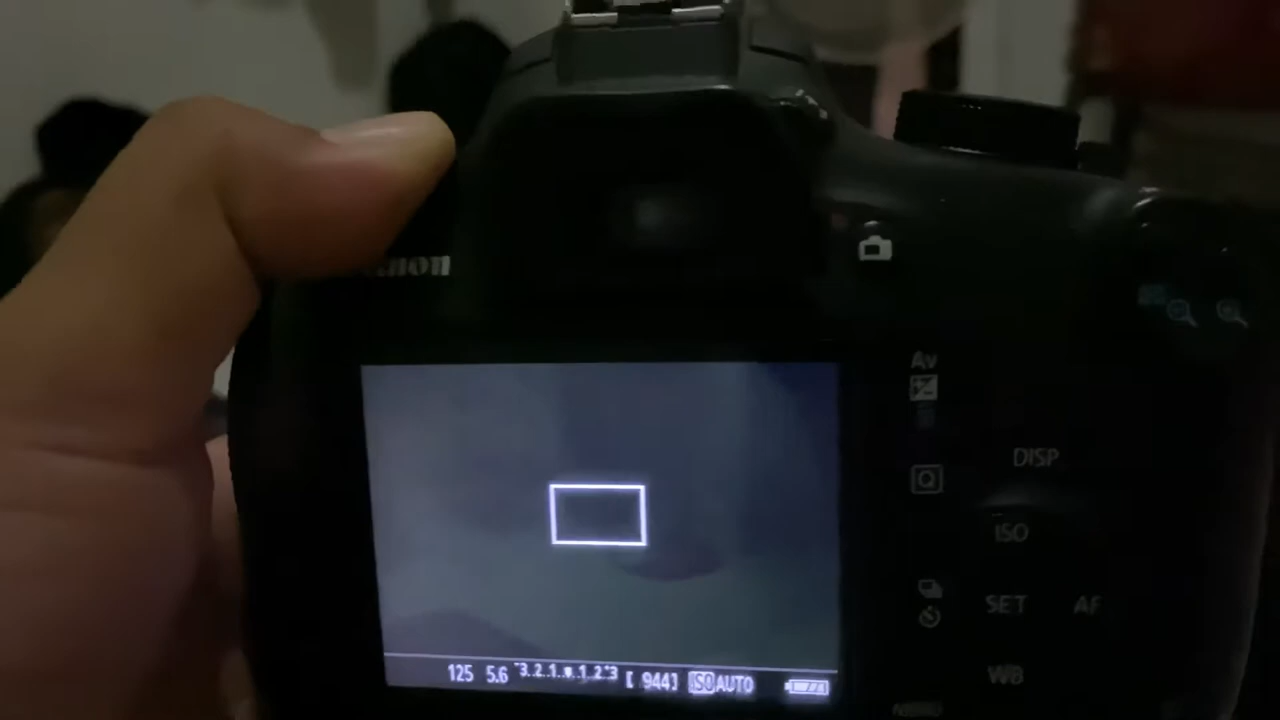 Canon
Av
Q
DISP
ISO
SET AF
WB
125 5.6 -3.2.1.0.1.2+3 [ 944] ISO AUTO